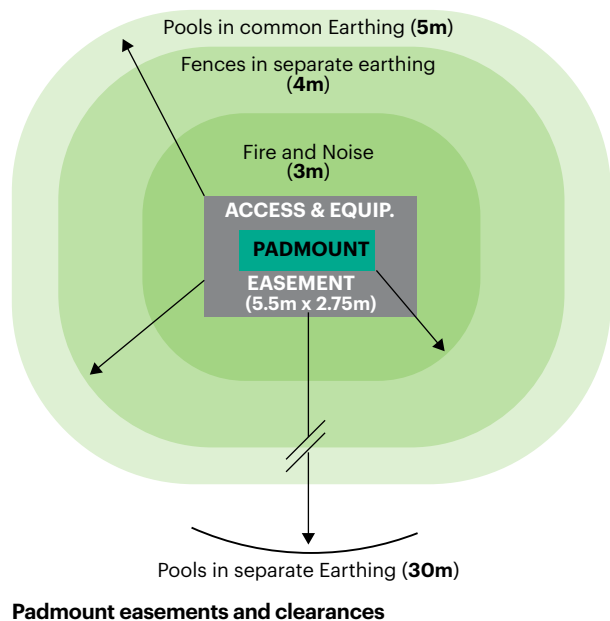 Pools in common Earthing (5m)
Fences in separate earthing
(4m)
Fire and Noise
(3m)
ACCESS & EQUIP.
PADMOUNT
EASEMENT
(5.5m x 2.75m)
Pools in separate Earthing (30m)
Padmount easements and clearances